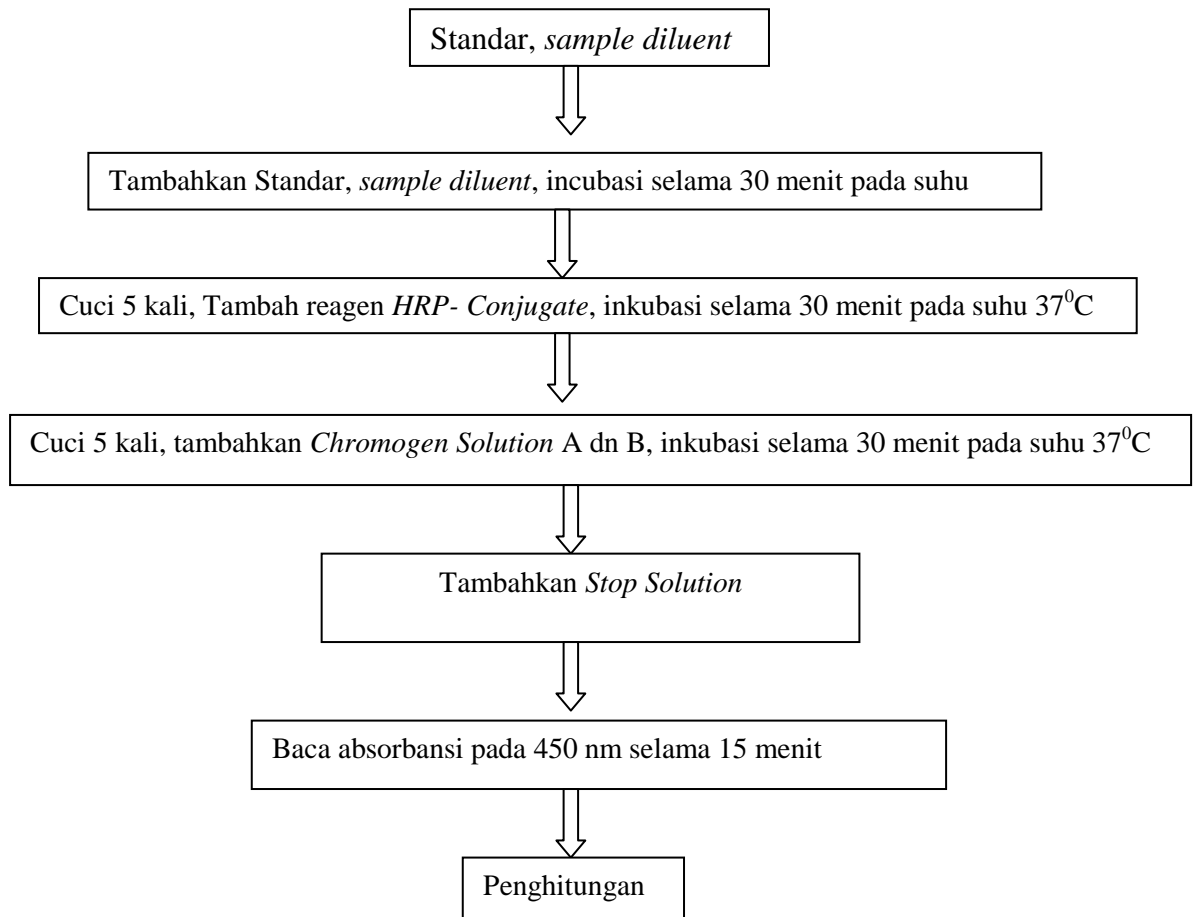 Standar, sample diluent
Tambahkan Standar, sample diluent, incubasi selama 30 menit pada suhu
Cuci 5 kali, Tambah reagen HRP- Conjugate, inkubasi selama 30 menit pada suhu 37⁰C
Cuci 5 kali, tambahkan Chromogen Solution A dn B, inkubasi selama 30 menit pada suhu 37⁰C
Tambahkan Stop Solution
Baca absorbansi pada 450 nm selama 15 menit
Penghitungan